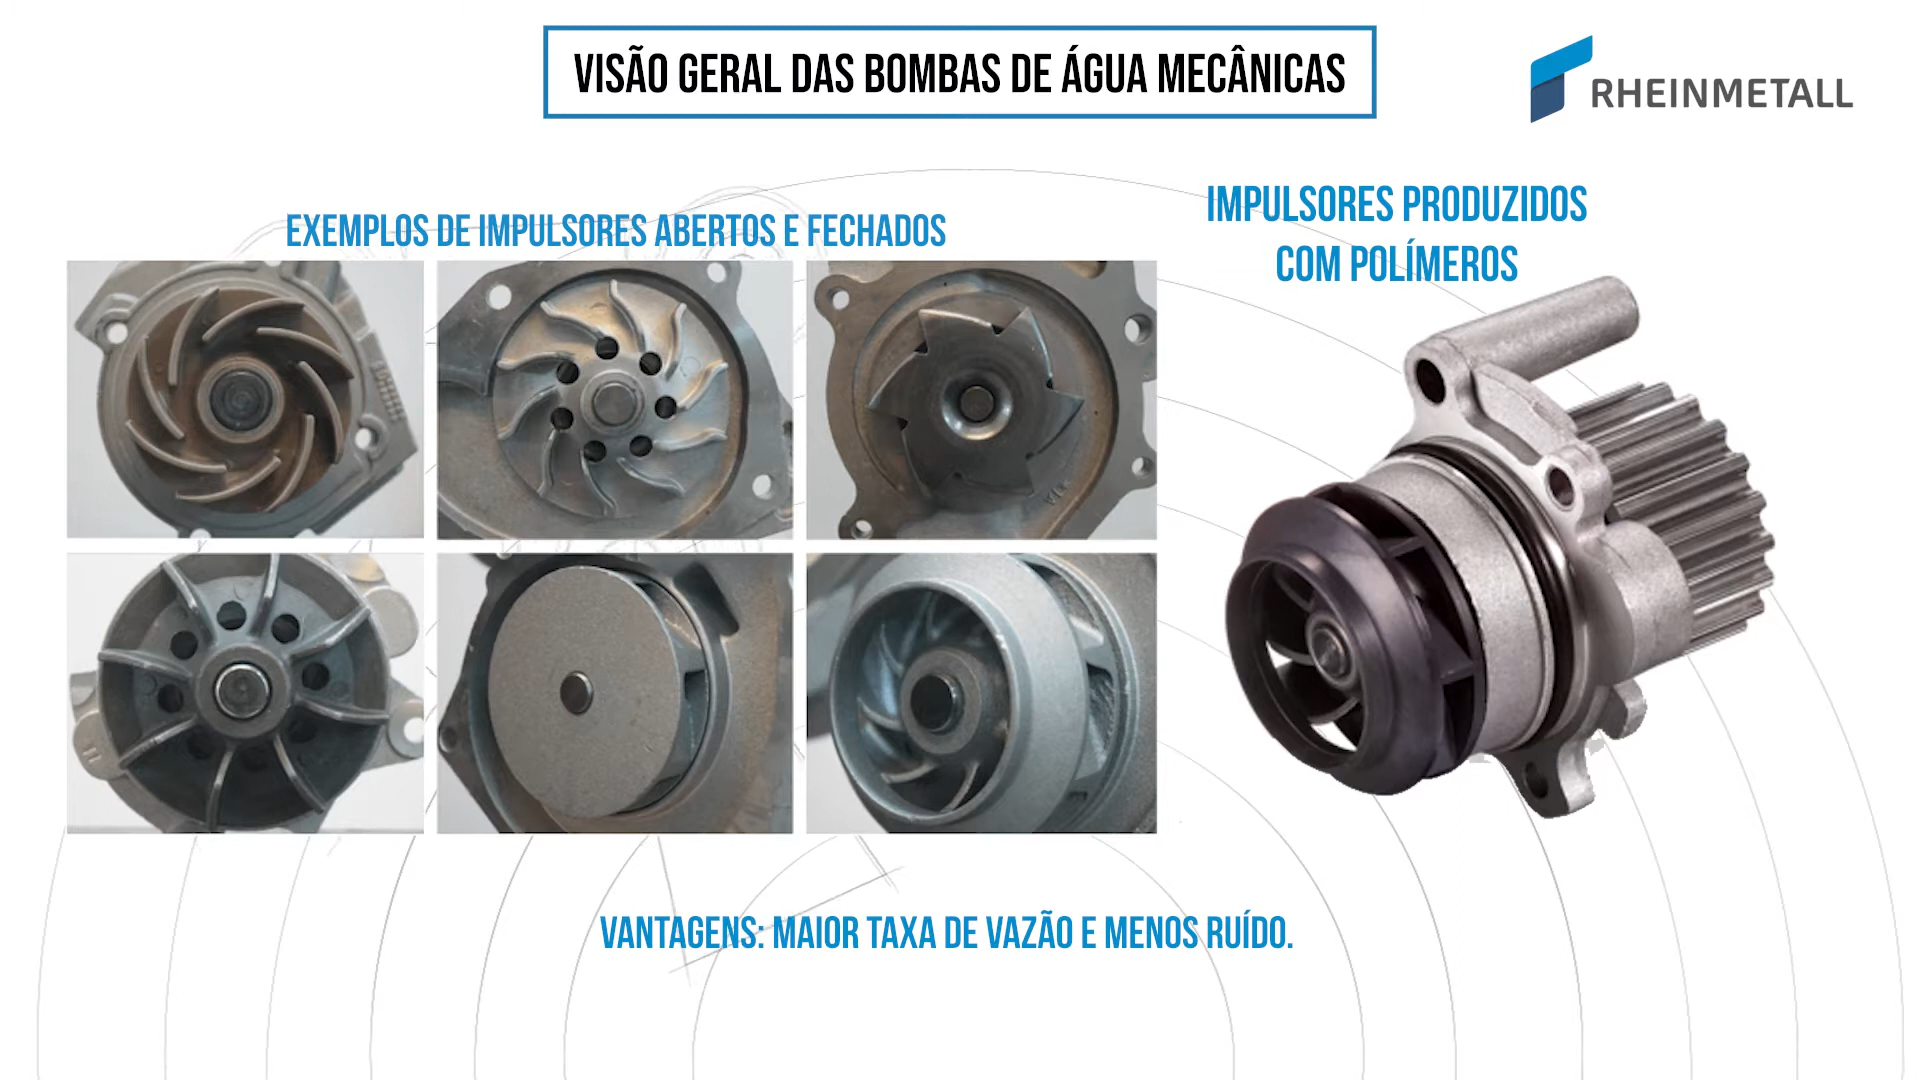 VISÃO GERAL DAS BOMBAS DE ÁGUA MECÂNICAS
RHEINMETALL
EXEMPLOS DE IMPULSORES ABERTOS E FECHADOS
IMPULSORES PRODUZIDOS
COM POLÍMEROS
VANTAGENS: MAIOR TAXA DE VAZÃO E MENOS RUÍDO.